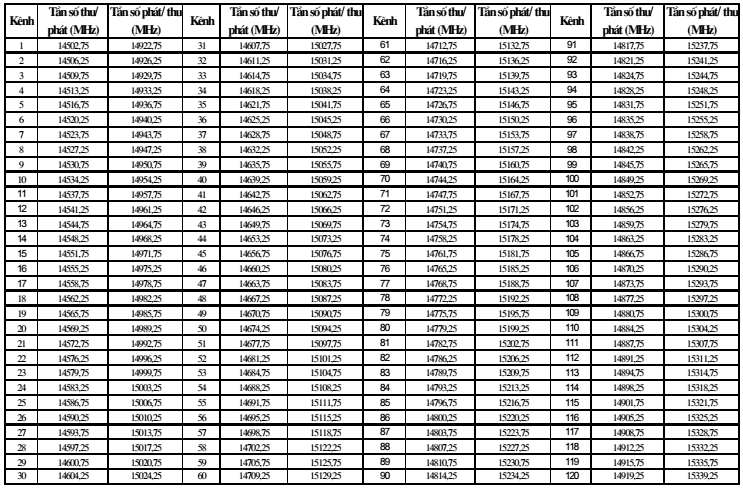 Kênh Tần số thu/ Tần số phát/ thu Kênh Tần số thu/ Tần số phát/ thu Kênh Tần số thu/ Tần số phát/ thu Kênh Tần số thu/ Tần số phát/ thu
phát (MHz) (MHz) phát (MHz) (MHz) phát (MHz) (MHz) phát (MHz) (MHz)
1 14502,75 14922,75 31 14607,75 15027,75 61 14712,75 15132,75 91 14817,75 15237,75
2 14506,25 14926,25 32 14611,25 15031,25 62 14716,25 15136,25 92 14821,25 15241,25
3 14509,75 14929,75 33 14614,75 15034,75 63 14719,75 15139,75 93 14824,75 15244,75
4 14513,25 14933,25 34 14618,25 15038,25 64 14723,25 15143,25 94 14828,25 15248,25
5 14516,75 14936,75 35 14621,75 15041,75 65 14726,75 15146,75 95 14831,75 15251,75
6 14520,25 14940,25 36 14625,25 15045,25 66 14730,25 15150,25 96 14835,25 15255,25
7 14523,75 14943,75 37 14628,75 15048,75 67 14733,75 15153,75 97 14838,75 15258,75
8 14527,25 14947,25 38 14632,25 15052,25 68 14737,25 15157,25 98 14842,25 15262,25
9 14530,75 14950,75 39 14635,75 15055,75 69 14740,75 15160,75 99 14845,75 15265,75
10 14534,25 14954,25 40 14639,25 15059,25 70 14744,25 15164,25 100 14849,25 15269,25
11 14537,75 14957,75 41 14642,75 15062,75 71 14747,75 15167,75 101 14852,75 15272,75
12 14541,25 14961,25 42 14646,25 15066,25 72 14751,25 15171,25 102 14856,25 15276,25
13 14544,75 14964,75 43 14649,75 15069,75 73 14754,75 15174,75 103 14859,75 15279,75
14 14548,25 14968,25 44 14653,25 15073,25 74 14758,25 15178,25 104 14863,25 15283,25
15 14551,75 14971,75 45 14656,75 15076,75 75 14761,75 15181,75 105 14866,75 15286,75
16 14555,25 14975,25 46 14660,25 15080,25 76 14765,25 15185,25 106 14870,25 15290,25
17 14558,75 14978,75 47 14663,75 15083,75 77 14768,75 15188,75 107 14873,75 15293,75
18 14562,25 14982,25 48 14667,25 15087,25 78 14772,25 15192,25 108 14877,25 15297,25
19 14565,75 14985,75 49 14670,75 15090,75 79 14775,75 15195,75 109 14880,75 15300,75
20 14569,25 14989,25 50 14674,25 15094,25 80 14779,25 15199,25 110 14884,25 15304,25
21 14572,75 14992,75 51 14677,75 15097,75 81 14782,75 15202,75 111 14887,75 15307,75
22 14576,25 14996,25 52 14681,25 15101,25 82 14786,25 15206,25 112 14891,25 15311,25
23 14579,75 14999,75 53 14684,75 15104,75 83 14789,75 15209,75 113 14894,75 15314,75
24 14583,25 15003,25 54 14688,25 15108,25 84 14793,25 15213,25 114 14898,25 15318,25
25 14586,75 15006,75 55 14691,75 15111,75 85 14796,75 15216,75 115 14901,75 15321,75
26 14590,25 15010,25 56 14695,25 15115,25 86 14800,25 15220,25 116 14905,25 15325,25
27 14593,75 15013,75 57 14698,75 15118,75 87 14803,75 15223,75 117 14908,75 15328,75
28 14597,25 15017,25 58 14702,25 15122,25 88 14807,25 15227,25 118 14912,25 15332,25
29 14600,75 15020,75 59 14705,75 15125,75 89 14810,75 15230,75 119 14915,75 15335,75
30 14604,25 15024,25 60 14709,25 15129,25 90 14814,25 15234,25 120 14919,25 15339,25